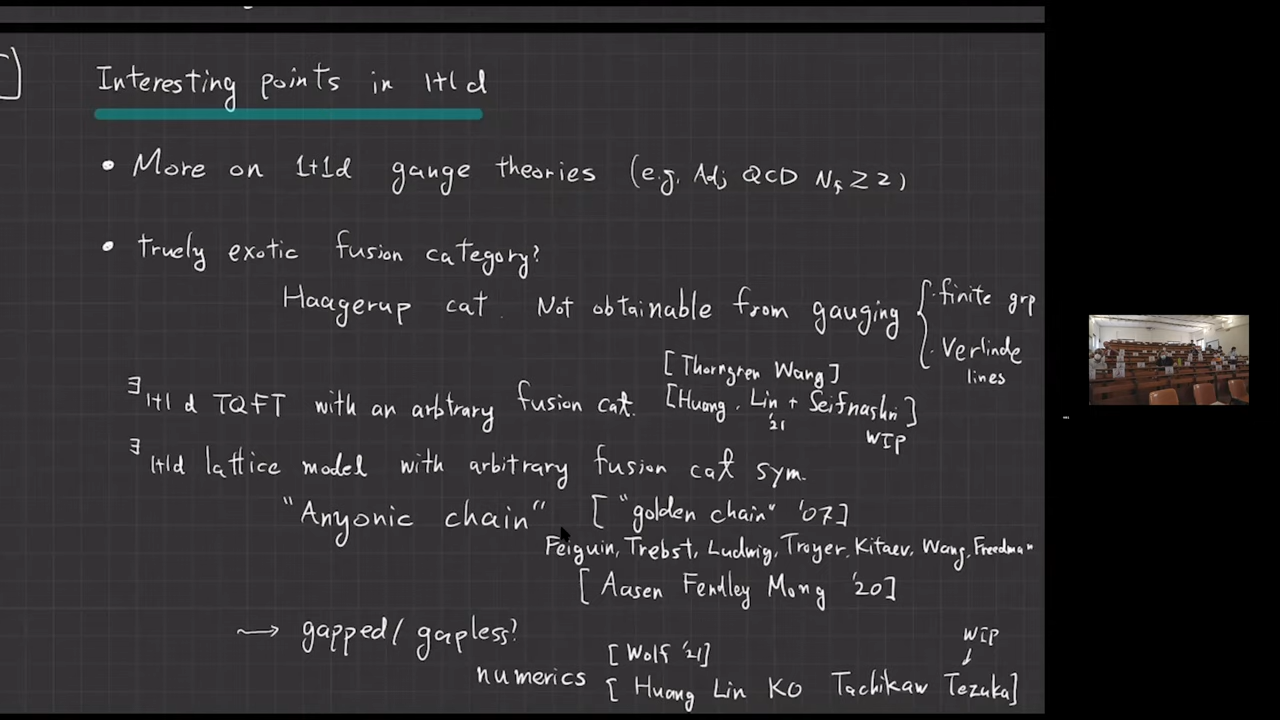 Interesting points in 1+1 d
• More on 1+1d gauge theories (e.g. Adj QCD Nf ≥ 2)
• truely exotic fusion category?
Haagerup cat. Not obtainable from gauging { · finite grp
· Verlinde lines
[Thorngren Wang]
∃ 1+1 d TQFT with an arbtrary fusion cat. [Huang, Lin + Seifnashri]
'21 WIP
∃ 1+1d lattice model with arbitrary fusion cat sym.
"Anyonic chain" ["golden chain" '07]
Feiguin, Trebst, Ludwig, Troyer, Kitaev, Wang, Freedman
[Aasen Fendley Mong '20]
→ gapped / gapless?
WIP
numerics [Wolf '21]
[Huang Lin KO Tachikaw Tezuka]